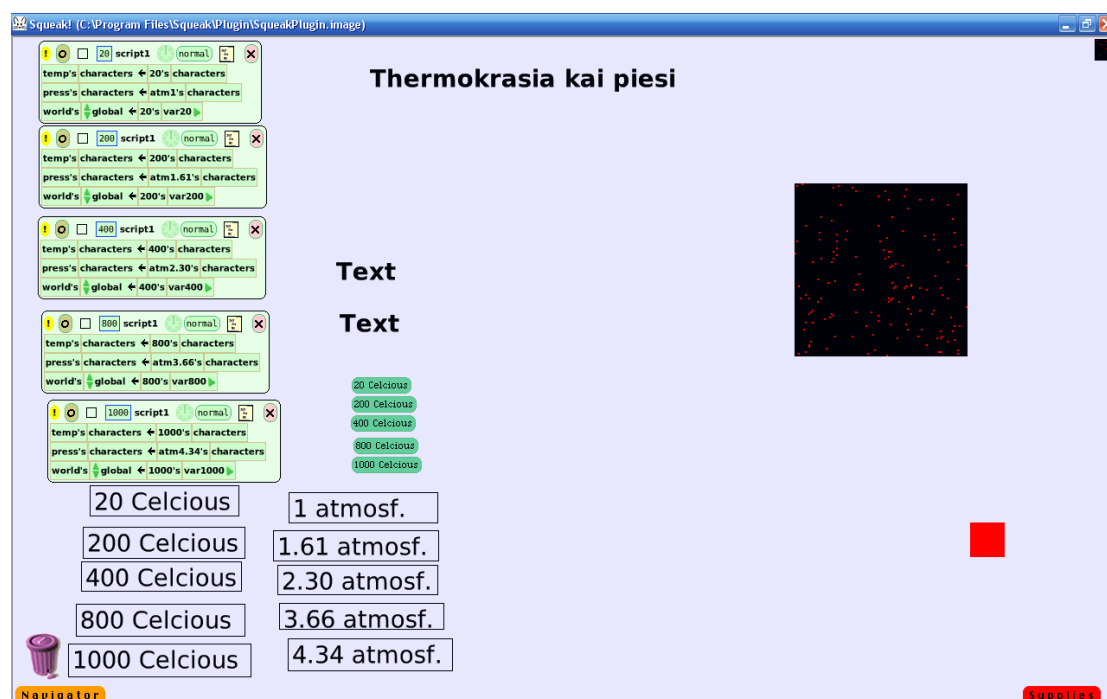 Squeak! (C:\Program Files\Squeak\Plugin\SqueakPlugin.image)
! 20 script1 normal
temp's characters ← 20's characters
press's characters ← atm1's characters
world's global ← 20's var20
Thermokrasia kai piesi
! 200 script1 normal
temp's characters ← 200's characters
press's characters ← atm1.61's characters
world's global ← 200's var200
! 400 script1 normal
temp's characters ← 400's characters
press's characters ← atm2.30's characters
world's global ← 400's var400
Text
Text
! 800 script1 normal
temp's characters ← 800's characters
press's characters ← atm3.66's characters
world's global ← 800's var800
20 Celcious
200 Celcious
400 Celcious
800 Celcious
1000 Celcious
! 1000 script1 normal
temp's characters ← 1000's characters
press's characters ← atm4.34's characters
world's global ← 1000's var1000
20 Celcious
1 atmosf.
200 Celcious
1.61 atmosf.
400 Celcious
2.30 atmosf.
800 Celcious
3.66 atmosf.
1000 Celcious
4.34 atmosf.
Navigator
Supplies